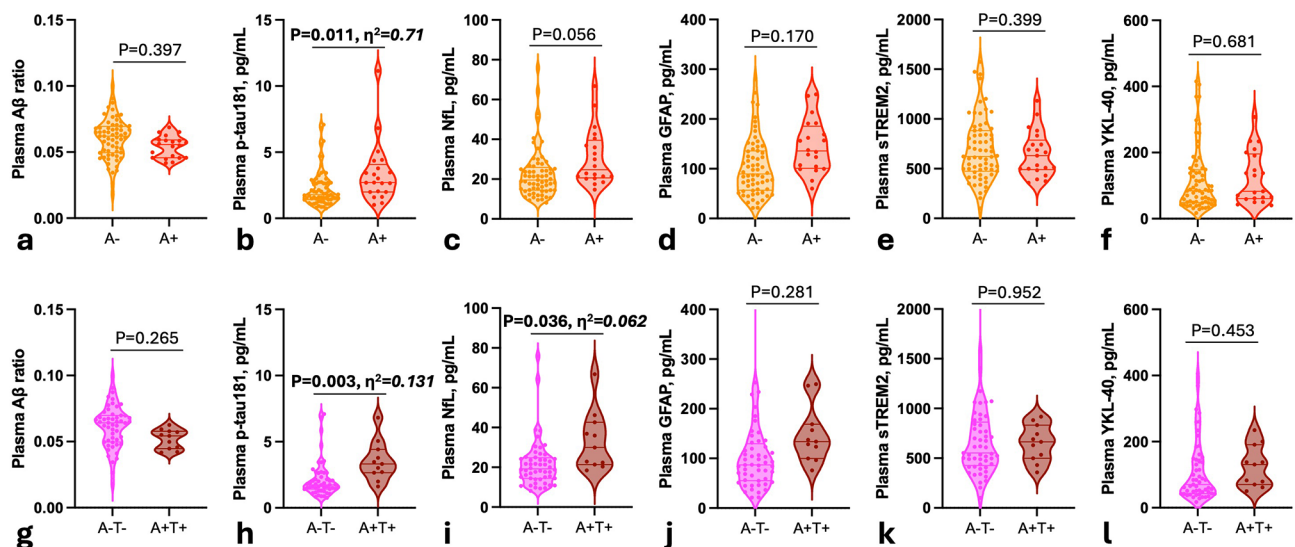 Plasma Aβ ratio
0.15
0.10
0.05
0.00
P=0.397
A-
A+
a
Plasma p-tau181, pg/mL
15
10
5
0
P=0.011, η²=0.71
A-
A+
b
Plasma NfL, pg/mL
100
80
60
40
20
0
P=0.056
A-
A+
c
Plasma GFAP, pg/mL
400
300
200
100
0
P=0.170
A-
A+
d
Plasma sTREM2, pg/mL
2000
1500
1000
500
0
P=0.399
A-
A+
e
Plasma YKL-40, pg/mL
600
400
200
0
P=0.681
A-
A+
f
Plasma Aβ ratio
0.15
0.10
0.05
0.00
P=0.265
A-T-
A+T+
g
Plasma p-tau181, pg/mL
15
10
5
0
P=0.003, η²=0.131
A-T-
A+T+
h
Plasma NfL, pg/mL
100
80
60
40
20
0
P=0.036, η²=0.062
A-T-
A+T+
i
Plasma GFAP, pg/mL
400
300
200
100
0
P=0.281
A-T-
A+T+
j
Plasma sTREM2, pg/mL
2000
1500
1000
500
0
P=0.952
A-T-
A+T+
k
Plasma YKL-40, pg/mL
600
400
200
0
P=0.453
A-T-
A+T+
l